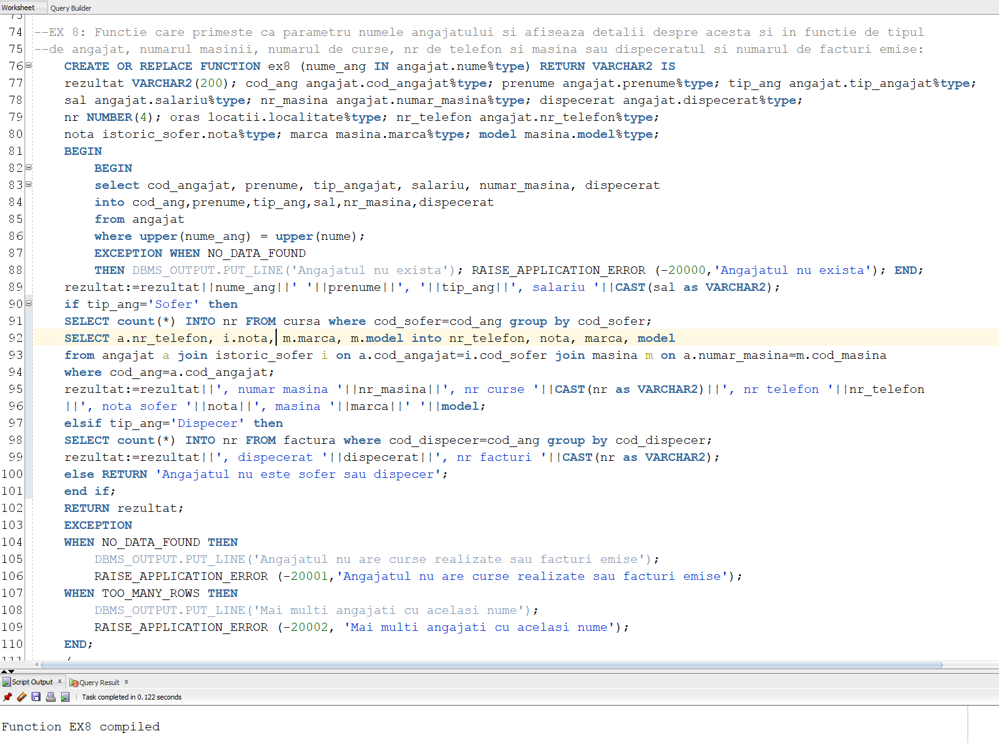 Worksheet Query Builder
73
74 --EX 8: Functie care primeste ca parametru numele angajatului si afiseaza detalii despre acesta si in functie de tipul
75 --de angajat, numarul masinii, numarul de curse, nr de telefon si masina sau dispeceratul si numarul de facturi emise:
76 CREATE OR REPLACE FUNCTION ex8 (nume_ang IN angajat.nume%type) RETURN VARCHAR2 IS
77 rezultat VARCHAR2(200); cod_ang angajat.cod_angajat%type; prenume angajat.prenume%type; tip_ang angajat.tip_angajat%type;
78 sal angajat.salariu%type; nr_masina angajat.numar_masina%type; dispecerat angajat.dispecerat%type;
79 nr NUMBER(4); oras locatii.localitate%type; nr_telefon angajat.nr_telefon%type;
80 nota istoric_sofer.nota%type; marca masina.marca%type; model masina.model%type;
81 BEGIN
82 BEGIN
83 select cod_angajat, prenume, tip_angajat, salariu, numar_masina, dispecerat
84 into cod_ang,prenume,tip_ang,sal,nr_masina,dispecerat
85 from angajat
86 where upper(nume_ang) = upper(nume);
87 EXCEPTION WHEN NO_DATA_FOUND
88 THEN DBMS_OUTPUT.PUT_LINE('Angajatul nu exista'); RAISE_APPLICATION_ERROR (-20000,'Angajatul nu exista'); END;
89 rezultat:=rezultat||nume_ang||' '||prenume||', '||tip_ang||', salariu '||CAST(sal as VARCHAR2);
90 if tip_ang='Sofer' then
91 SELECT count(*) INTO nr FROM cursa where cod_sofer=cod_ang group by cod_sofer;
92 SELECT a.nr_telefon, i.nota, m.marca, m.model into nr_telefon, nota, marca, model
93 from angajat a join istoric_sofer i on a.cod_angajat=i.cod_sofer join masina m on a.numar_masina=m.cod_masina
94 where cod_ang=a.cod_angajat;
95 rezultat:=rezultat||', numar masina '||nr_masina||', nr curse '||CAST(nr as VARCHAR2)||', nr telefon '||nr_telefon
96 ||', nota sofer '||nota||', masina '||marca||' '||model;
97 elsif tip_ang='Dispecer' then
98 SELECT count(*) INTO nr FROM factura where cod_dispecer=cod_ang group by cod_dispecer;
99 rezultat:=rezultat||', dispecerat '||dispecerat||', nr facturi '||CAST(nr as VARCHAR2);
100 else RETURN 'Angajatul nu este sofer sau dispecer';
101 end if;
102 RETURN rezultat;
103 EXCEPTION
104 WHEN NO_DATA_FOUND THEN
105 DBMS_OUTPUT.PUT_LINE('Angajatul nu are curse realizate sau facturi emise');
106 RAISE_APPLICATION_ERROR (-20001,'Angajatul nu are curse realizate sau facturi emise');
107 WHEN TOO_MANY_ROWS THEN
108 DBMS_OUTPUT.PUT_LINE('Mai multi angajati cu acelasi nume');
109 RAISE_APPLICATION_ERROR (-20002, 'Mai multi angajati cu acelasi nume');
110 END;
111 /
Script Output x Query Result x
Task completed in 0.122 seconds
Function EX8 compiled